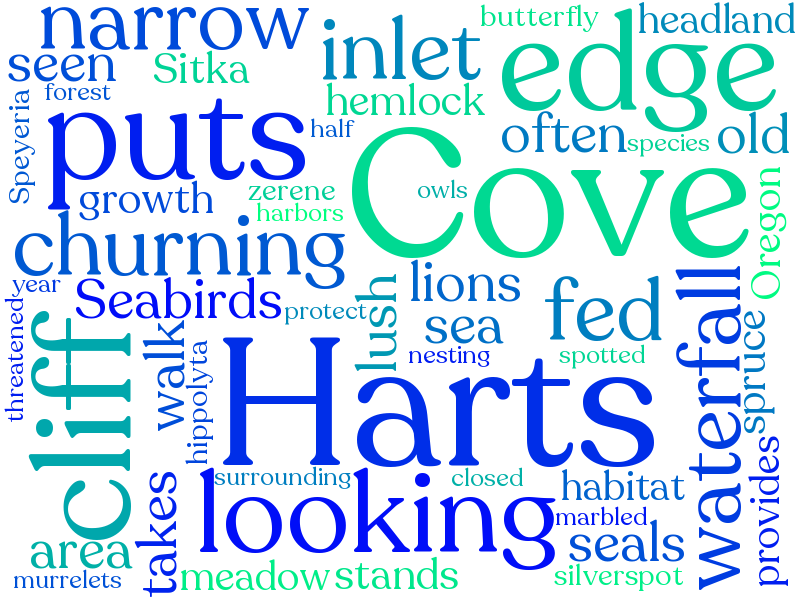 narrow
butterfly
headland
seen
Sitka
inlet
edge
forest
hemlock
Speyeria
puts
half
often
species
old
Cove
growth
zerene
owls
harbors
Oregon
churning
year
Seabirds
protect
lush
lions
sea
fed
waterfall
threatened
cliff
walk
hippolyta
Harts
nesting
spotted
spruce
surrounding
closed
habitat
looking
marbled
provides
takes
area
seals
murrelets
meadow
stands
silverspot